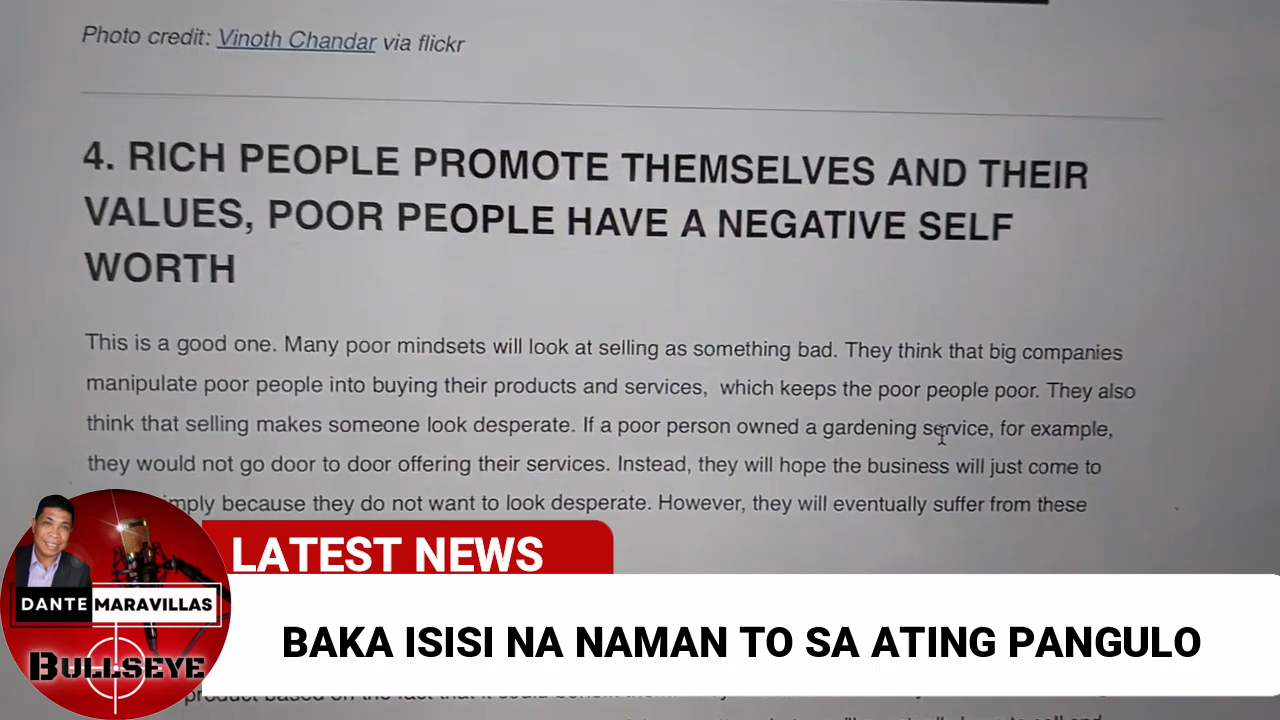 Photo credit: Vinoth Chandar via flickr
4. RICH PEOPLE PROMOTE THEMSELVES AND THEIR
VALUES, POOR PEOPLE HAVE A NEGATIVE SELF
WORTH
This is a good one. Many poor mindsets will look at selling as something bad. They think that big companies
manipulate poor people into buying their products and services, which keeps the poor people poor. They also
think that selling makes someone look desperate. If a poor person owned a gardening service, for example,
they would not go door to door offering their services. Instead, they will hope the business will just come to
because they do not want to look desperate. However, they will eventually suffer from these
LATEST NEWS
DANTE MARAVILLAS
BULLSEYE
BAKA ISISI NA NAMAN TO SA ATING PANGULO